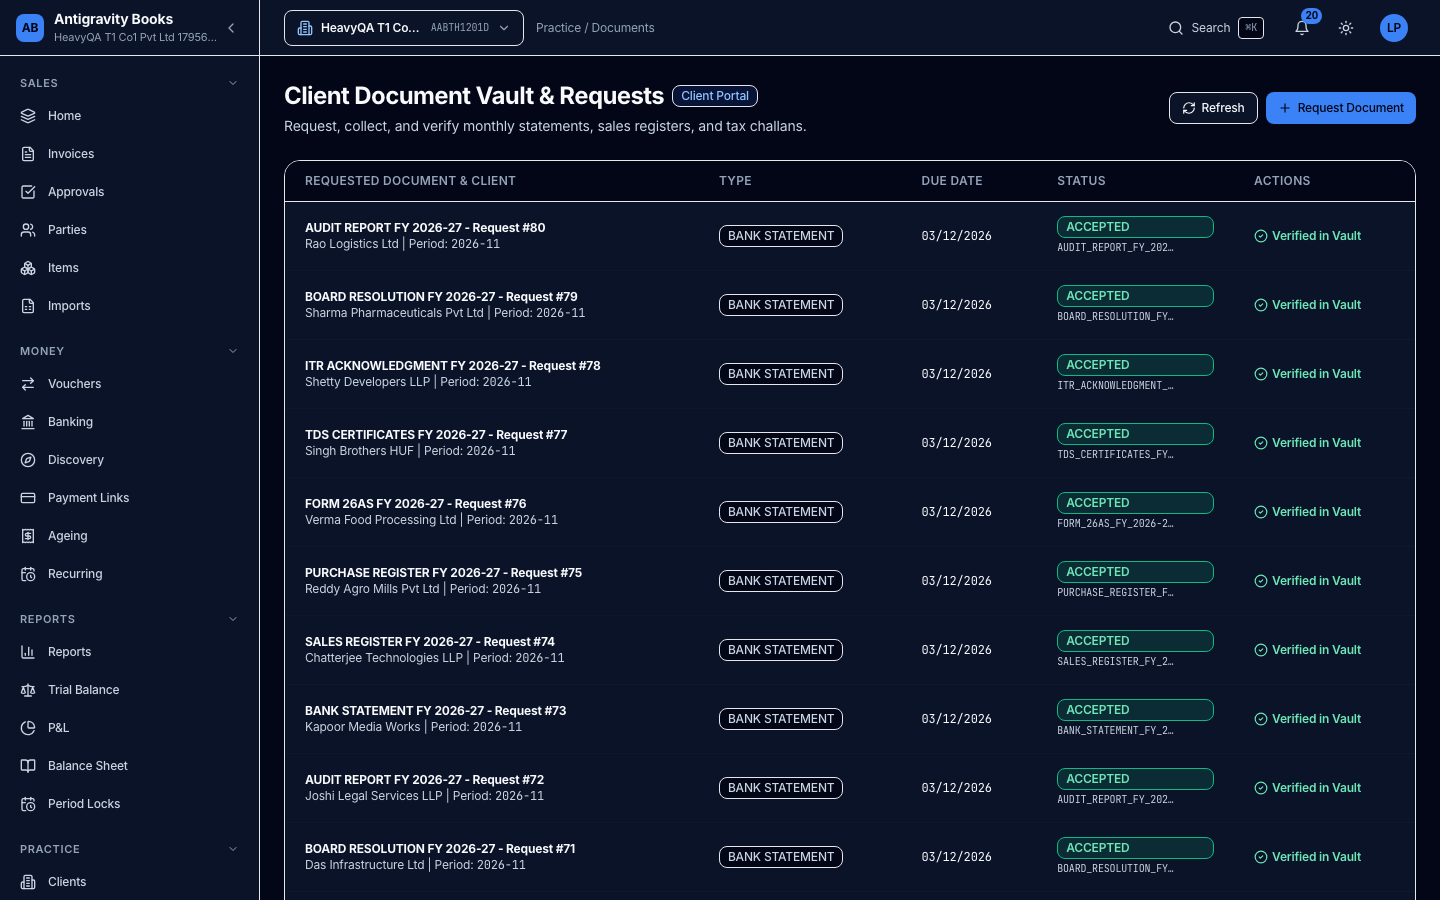 AB
Antigravity Books
HeavyQA T1 Co1 Pvt Ltd 17956...
HeavyQA T1 Co... AABTH1201D
Practice / Documents
Search ⌘K
20
LP
SALES
Home
Invoices
Approvals
Parties
Items
Imports
MONEY
Vouchers
Banking
Discovery
Payment Links
Ageing
Recurring
REPORTS
Reports
Trial Balance
P&L
Balance Sheet
Period Locks
PRACTICE
Clients
Client Document Vault & Requests
Client Portal
Request, collect, and verify monthly statements, sales registers, and tax challans.
Refresh
Request Document
REQUESTED DOCUMENT & CLIENT TYPE DUE DATE STATUS ACTIONS
AUDIT REPORT FY 2026-27 - Request #80
Rao Logistics Ltd | Period: 2026-11
BANK STATEMENT
03/12/2026
ACCEPTED
AUDIT_REPORT_FY_202…
Verified in Vault
BOARD RESOLUTION FY 2026-27 - Request #79
Sharma Pharmaceuticals Pvt Ltd | Period: 2026-11
BANK STATEMENT
03/12/2026
ACCEPTED
BOARD_RESOLUTION_FY…
Verified in Vault
ITR ACKNOWLEDGMENT FY 2026-27 - Request #78
Shetty Developers LLP | Period: 2026-11
BANK STATEMENT
03/12/2026
ACCEPTED
ITR_ACKNOWLEDGMENT_…
Verified in Vault
TDS CERTIFICATES FY 2026-27 - Request #77
Singh Brothers HUF | Period: 2026-11
BANK STATEMENT
03/12/2026
ACCEPTED
TDS_CERTIFICATES_FY…
Verified in Vault
FORM 26AS FY 2026-27 - Request #76
Verma Food Processing Ltd | Period: 2026-11
BANK STATEMENT
03/12/2026
ACCEPTED
FORM_26AS_FY_2026-2…
Verified in Vault
PURCHASE REGISTER FY 2026-27 - Request #75
Reddy Agro Mills Pvt Ltd | Period: 2026-11
BANK STATEMENT
03/12/2026
ACCEPTED
PURCHASE_REGISTER_F…
Verified in Vault
SALES REGISTER FY 2026-27 - Request #74
Chatterjee Technologies LLP | Period: 2026-11
BANK STATEMENT
03/12/2026
ACCEPTED
SALES_REGISTER_FY_2…
Verified in Vault
BANK STATEMENT FY 2026-27 - Request #73
Kapoor Media Works | Period: 2026-11
BANK STATEMENT
03/12/2026
ACCEPTED
BANK_STATEMENT_FY_2…
Verified in Vault
AUDIT REPORT FY 2026-27 - Request #72
Joshi Legal Services LLP | Period: 2026-11
BANK STATEMENT
03/12/2026
ACCEPTED
AUDIT_REPORT_FY_202…
Verified in Vault
BOARD RESOLUTION FY 2026-27 - Request #71
Das Infrastructure Ltd | Period: 2026-11
BANK STATEMENT
03/12/2026
ACCEPTED
BOARD_RESOLUTION_FY…
Verified in Vault